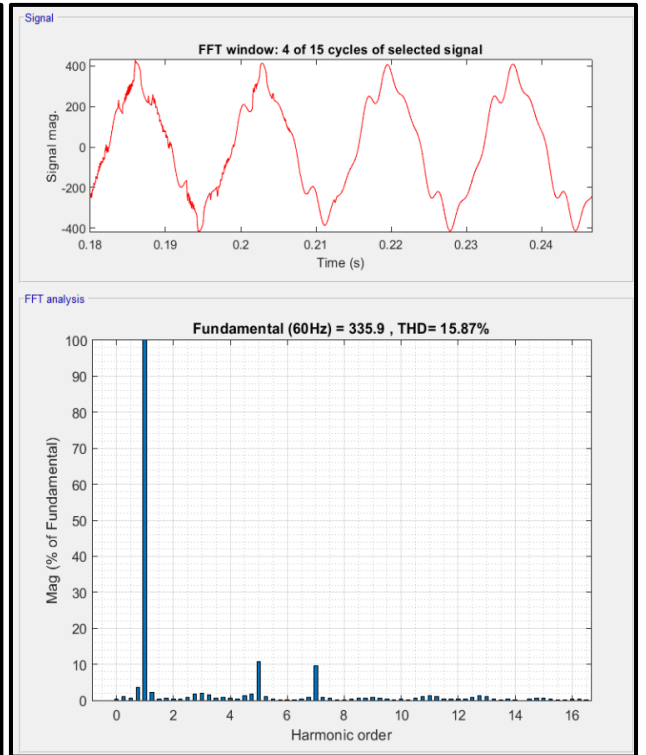 Signal
FFT window: 4 of 15 cycles of selected signal
400
200
0
-200
-400
Signal mag.
0.18 0.19 0.2 0.21 0.22 0.23 0.24
Time (s)
FFT analysis
Fundamental (60Hz) = 335.9 , THD= 15.87%
100
90
80
70
60
50
40
30
20
10
0
Mag (% of Fundamental)
0 2 4 6 8 10 12 14 16
Harmonic order